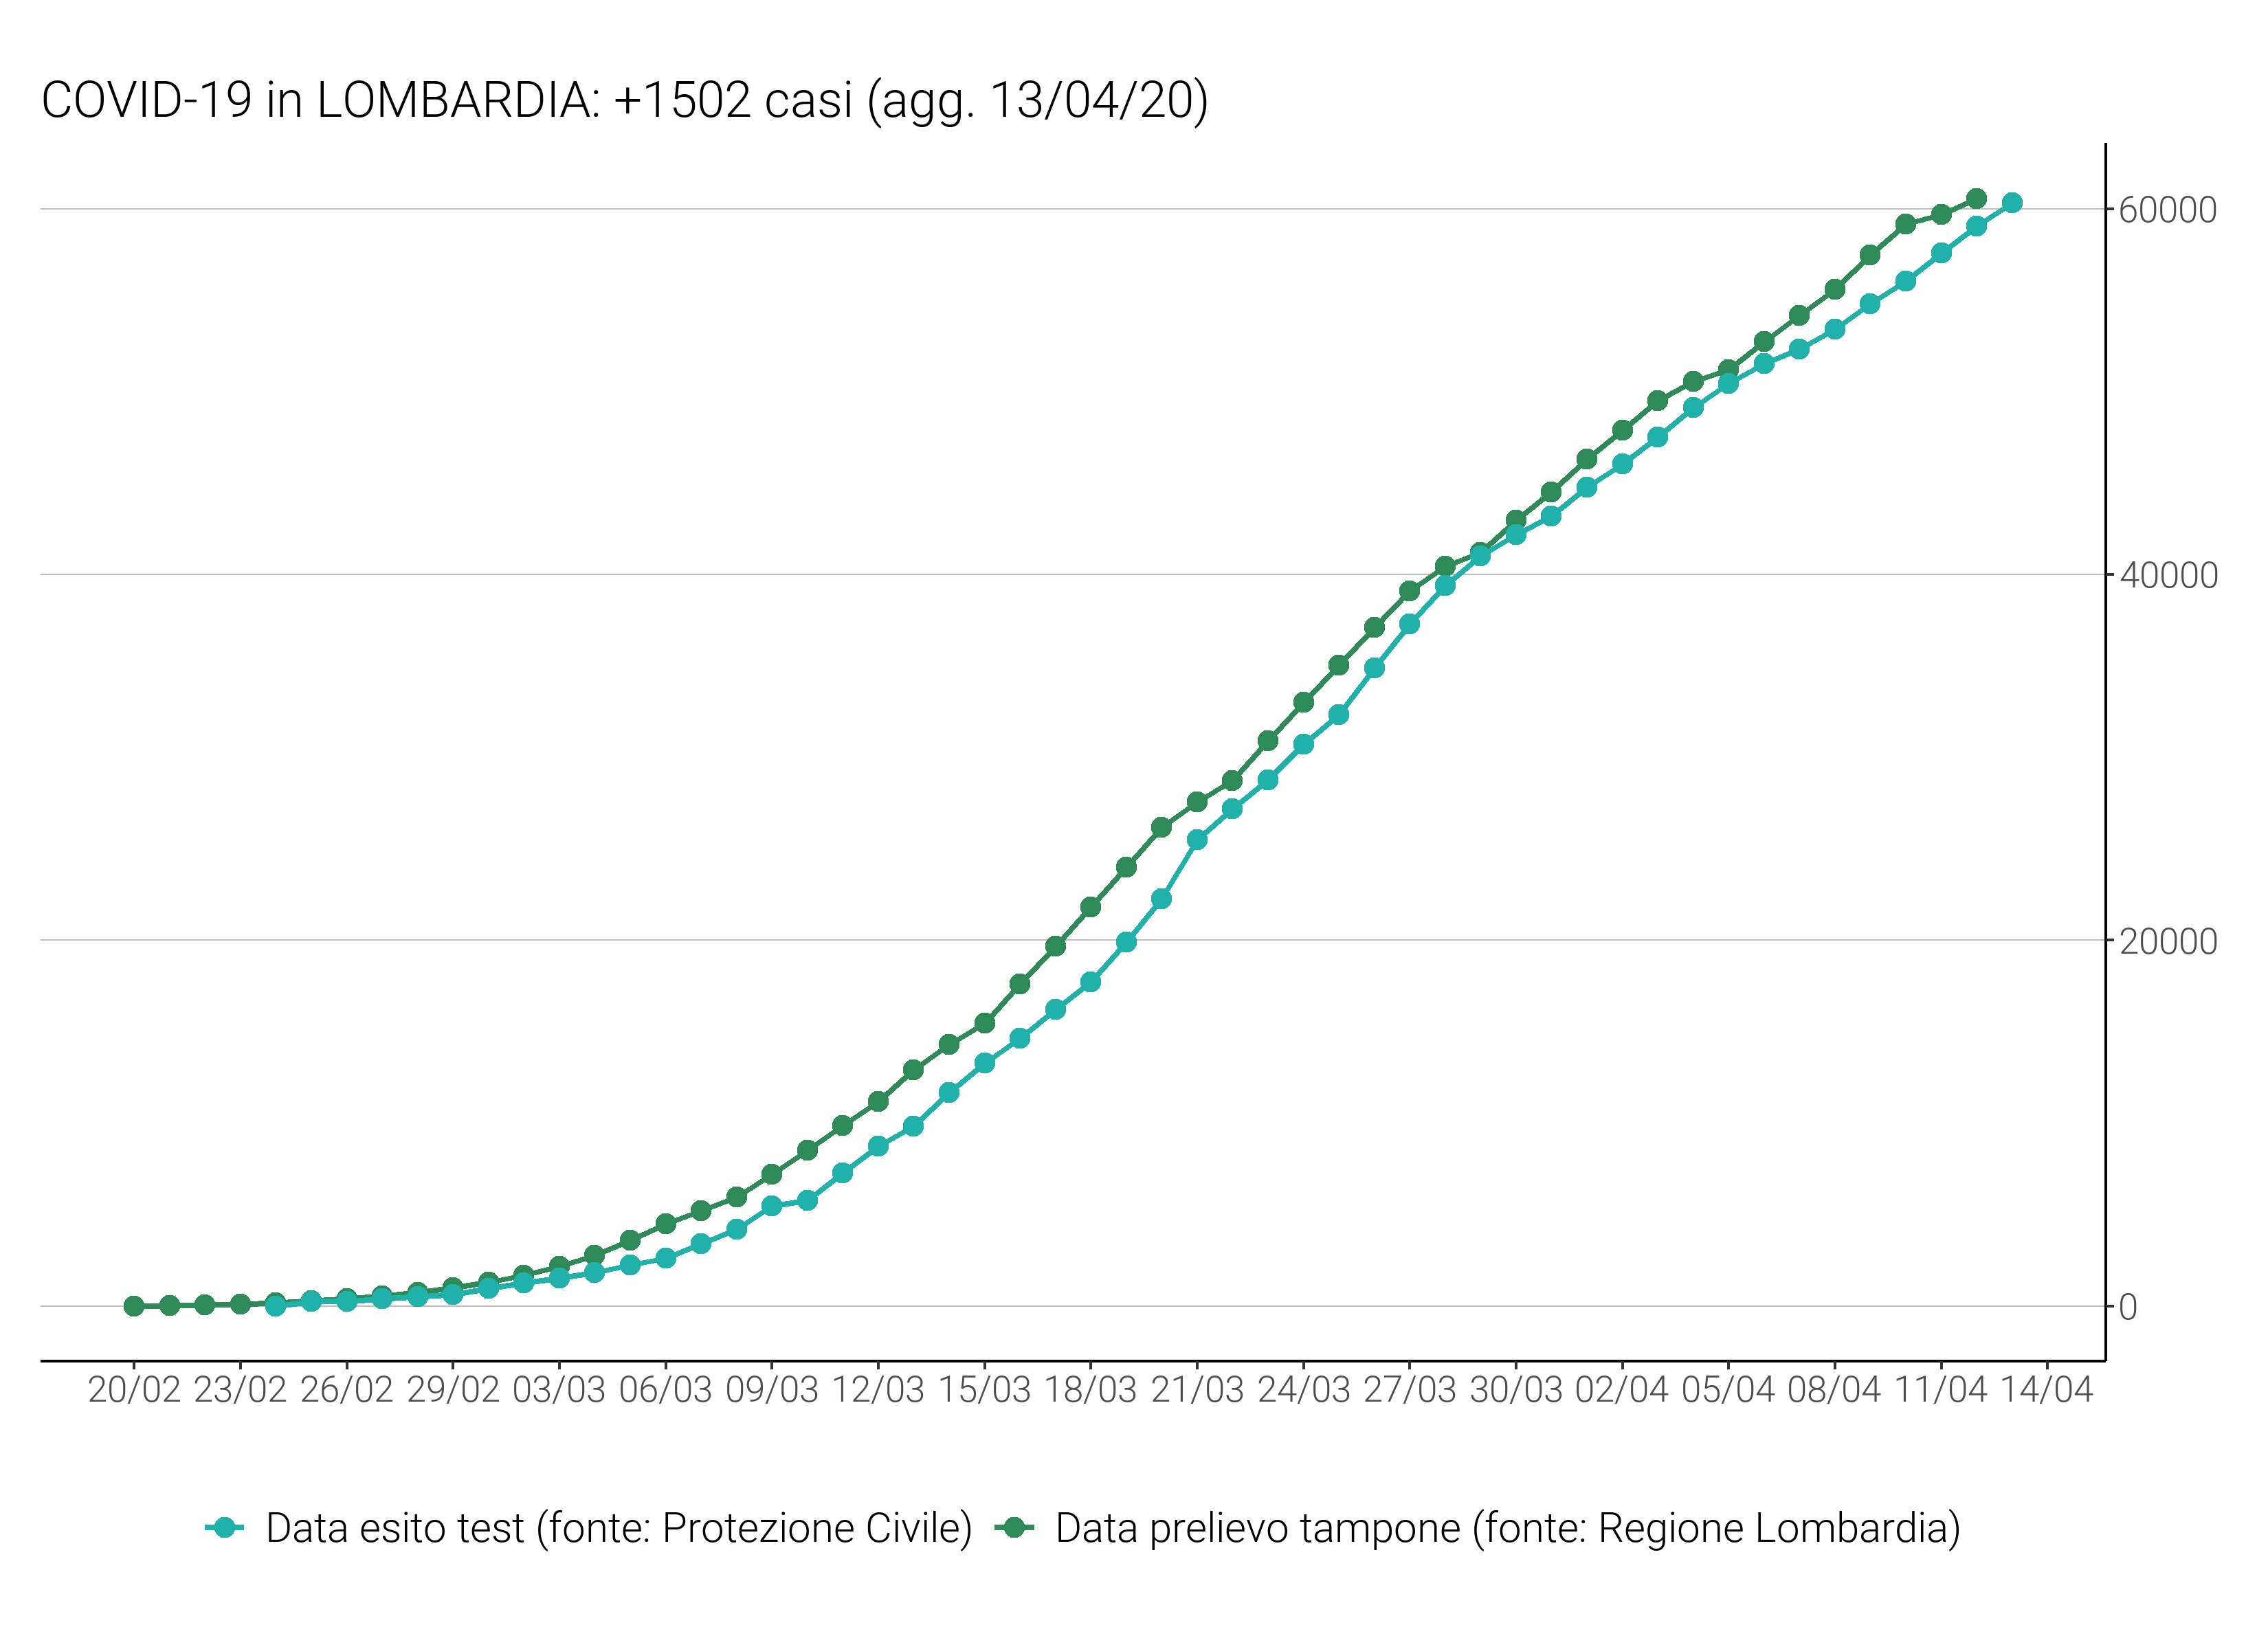 COVID-19 in LOMBARDIA: +1502 casi (agg. 13/04/20)
60000
40000
20000
0
20/02 23/02 26/02 29/02 03/03 06/03 09/03 12/03 15/03 18/03 21/03 24/03 27/03 30/03 02/04 05/04 08/04 11/04 14/04
Data esito test (fonte: Protezione Civile) Data prelievo tampone (fonte: Regione Lombardia)